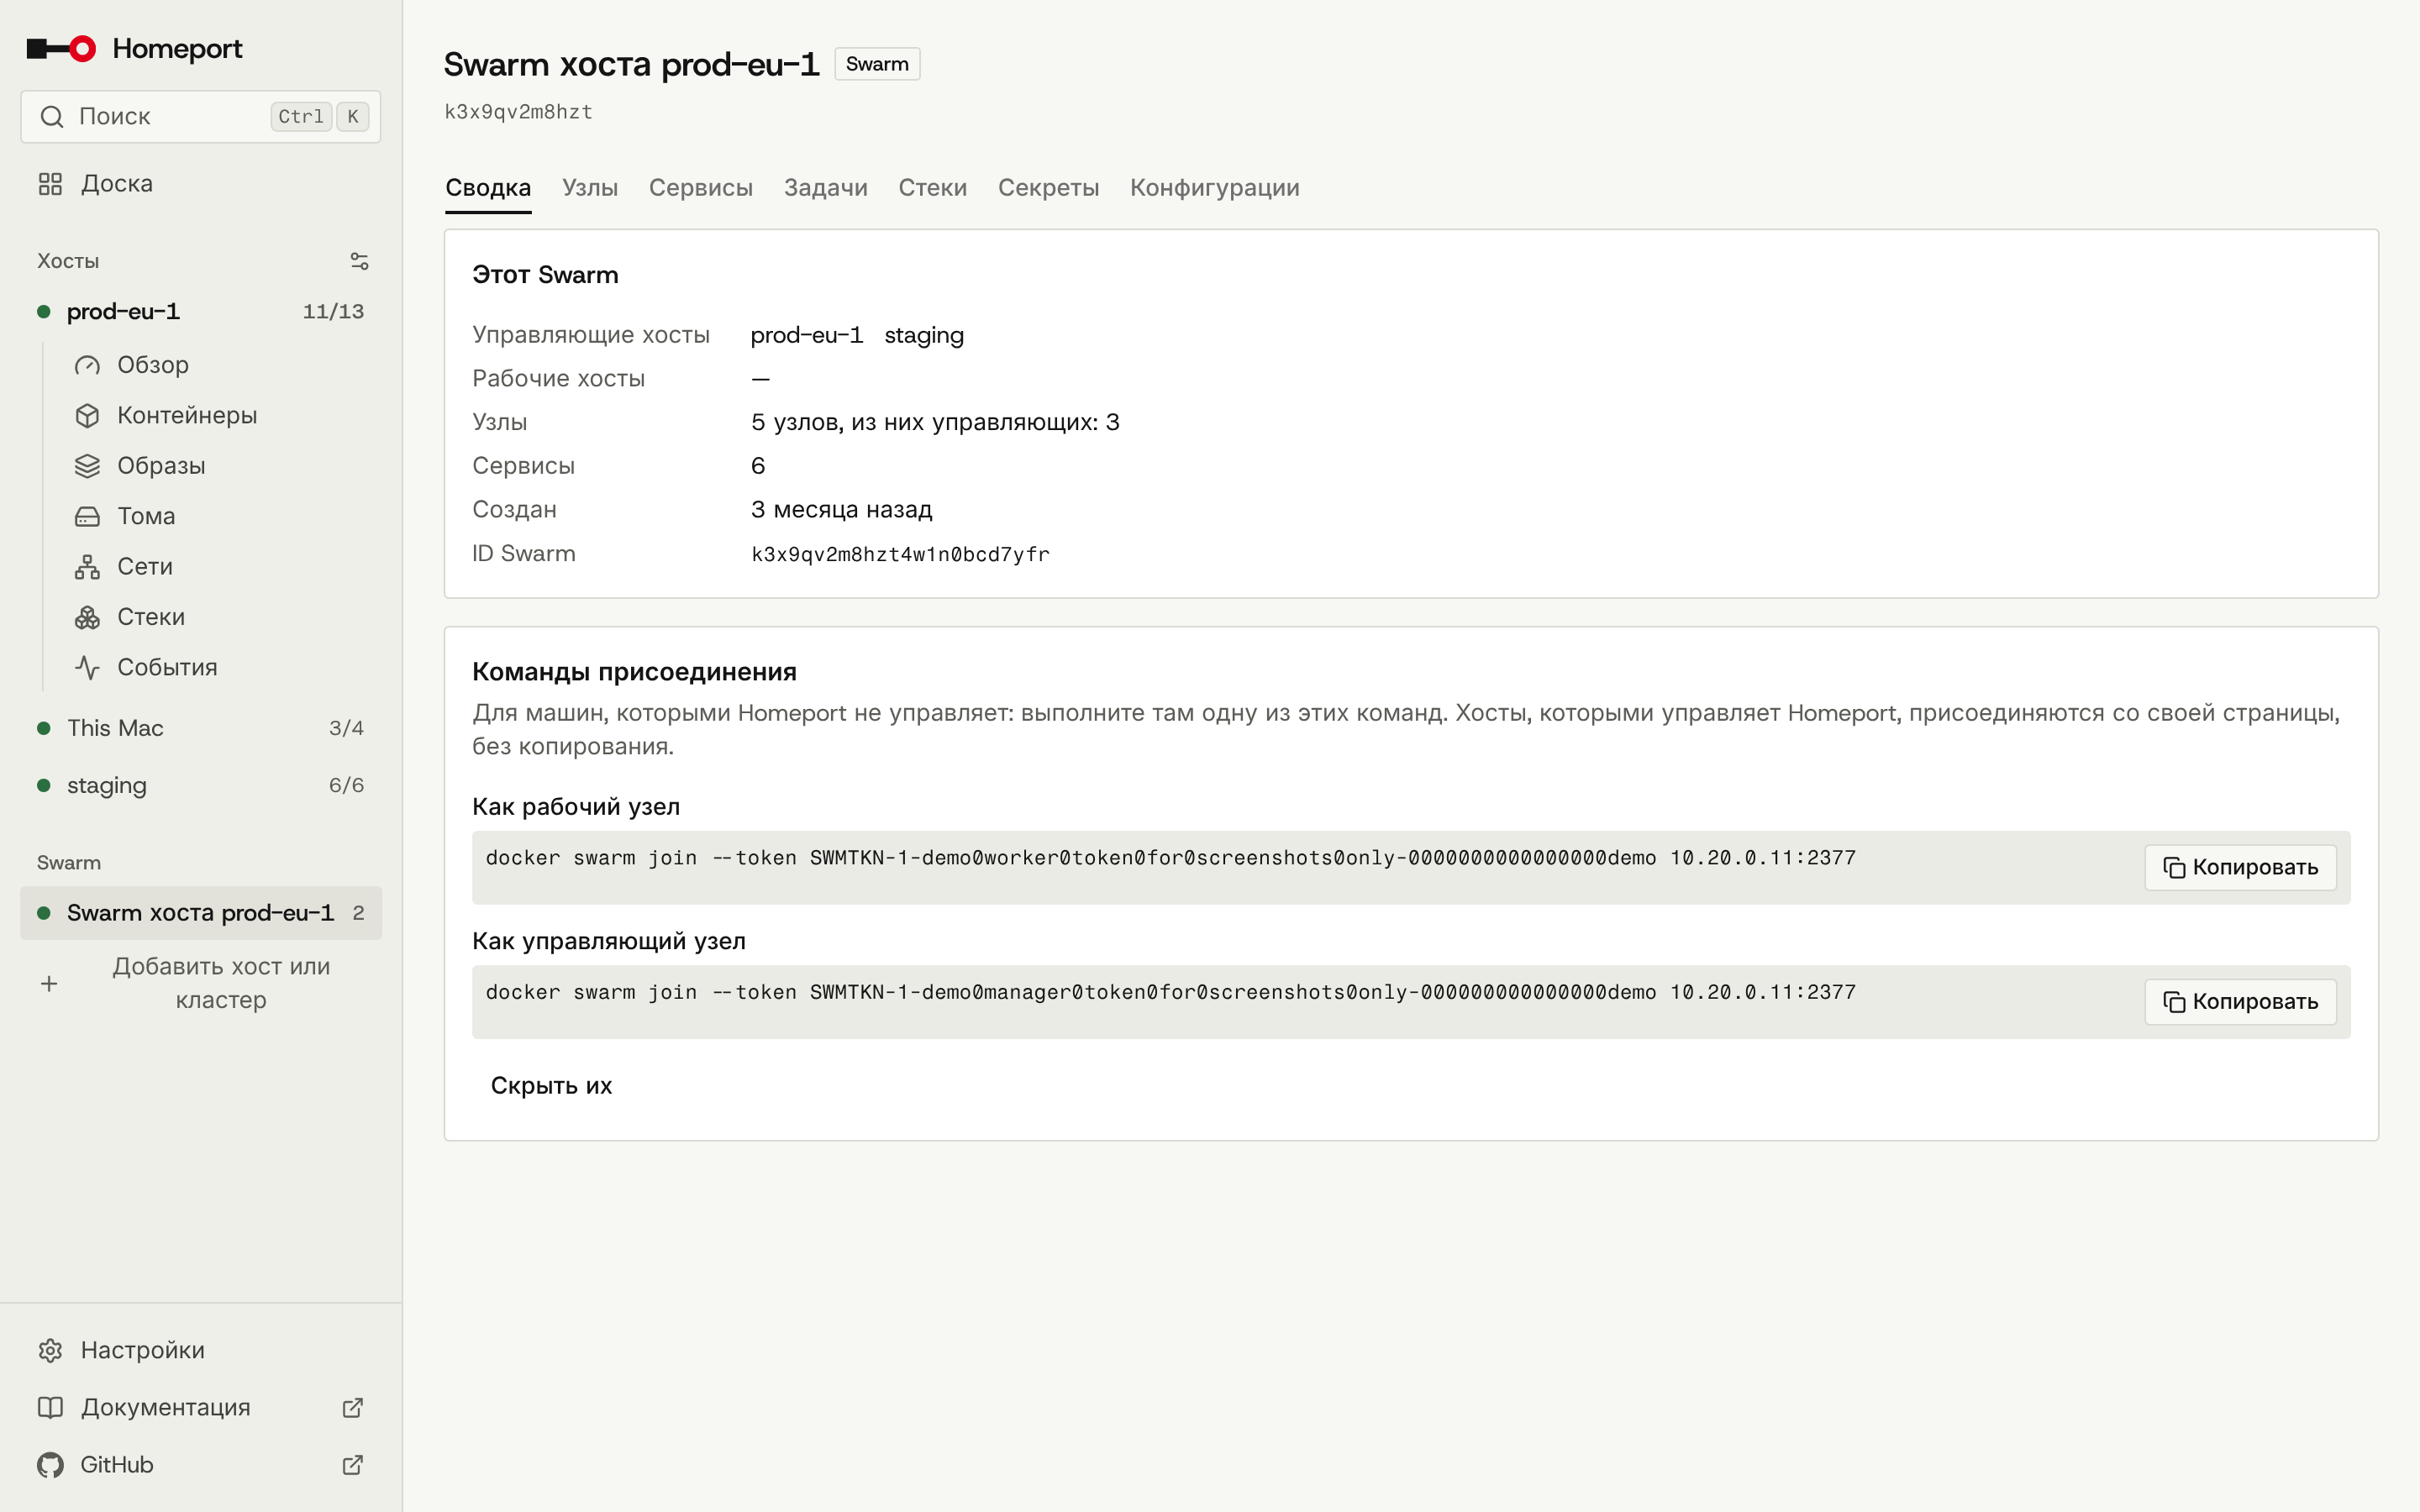 Homeport
Поиск Ctrl K
Доска
Хосты
prod-eu-1 11/13
Обзор
Контейнеры
Образы
Тома
Сети
Стеки
События
This Mac 3/4
staging 6/6
Swarm
Swarm хоста prod-eu-1 2
Добавить хост или
кластер
Настройки
Документация
GitHub
Swarm хоста prod-eu-1 Swarm
k3x9qv2m8hzt
Сводка Узлы Сервисы Задачи Стеки Секреты Конфигурации
Этот Swarm
Управляющие хосты prod-eu-1 staging
Рабочие хосты —
Узлы 5 узлов, из них управляющих: 3
Сервисы 6
Создан 3 месяца назад
ID Swarm k3x9qv2m8hzt4w1n0bcd7yfr
Команды присоединения
Для машин, которыми Homeport не управляет: выполните там одну из этих команд. Хосты, которыми управляет Homeport, присоединяются со своей страницы,
без копирования.
Как рабочий узел
docker swarm join --token SWMTKN-1-demo0worker0token0for0screenshots0only-0000000000000000demo 10.20.0.11:2377
Копировать
Как управляющий узел
docker swarm join --token SWMTKN-1-demo0manager0token0for0screenshots0only-000000000000000demo 10.20.0.11:2377
Копировать
Скрыть их